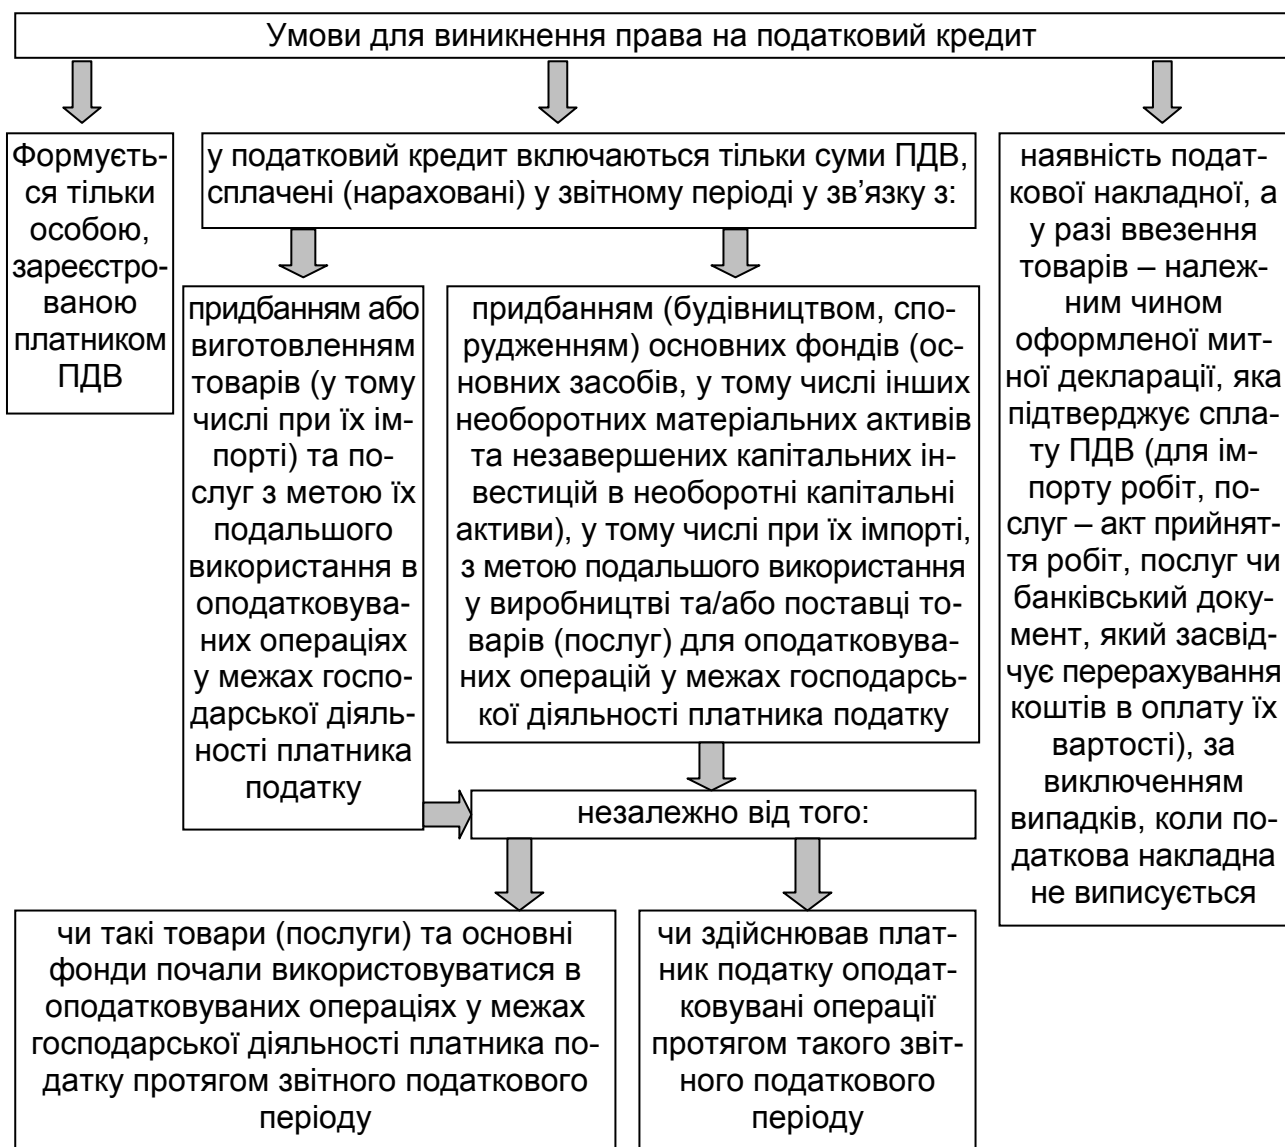 Умови для виникнення права на податковий кредит
Формуєть-
ся тільки
особою,
зареєстро-
ваною
платником
ПДВ
у податковий кредит включаються тільки суми ПДВ,
сплачені (нараховані) у звітному періоді у зв’язку з:
придбанням або
виготовленням
товарів (у тому
числі при їх ім-
порті) та по-
слуг з метою їх
подальшого
використання в
оподатковува-
них операціях
у межах госпо-
дарської діяль-
ності платника
податку
придбанням (будівництвом, спо-
рудженням) основних фондів (ос-
новних засобів, у тому числі інших
необоротних матеріальних активів
та незавершених капітальних ін-
вестицій в необоротні капітальні
активи), у тому числі при їх імпорті,
з метою подальшого використання
у виробництві та/або поставці то-
варів (послуг) для оподатковува-
них операцій у межах господарсь-
кої діяльності платника податку
наявність подат-
кової накладної, а
у разі ввезення
товарів – належ-
ним чином
оформленої мит-
ної декларації, яка
підтверджує спла-
ту ПДВ (для ім-
порту робіт, по-
слуг – акт прийнят-
тя робіт, послуг чи
банківський доку-
мент, який засвід-
чує перерахування
коштів в оплату їх
вартості), за
виключенням
випадків, коли по-
даткова накладна
не виписується
незалежно від того:
чи такі товари (послуги) та основні
фонди почали використовуватися в
оподатковуваних операціях у межах
господарської діяльності платника по-
датку протягом звітного податкового
періоду
чи здійснював плат-
ник податку оподат-
ковувані операції
протягом такого звіт-
ного податкового
періоду